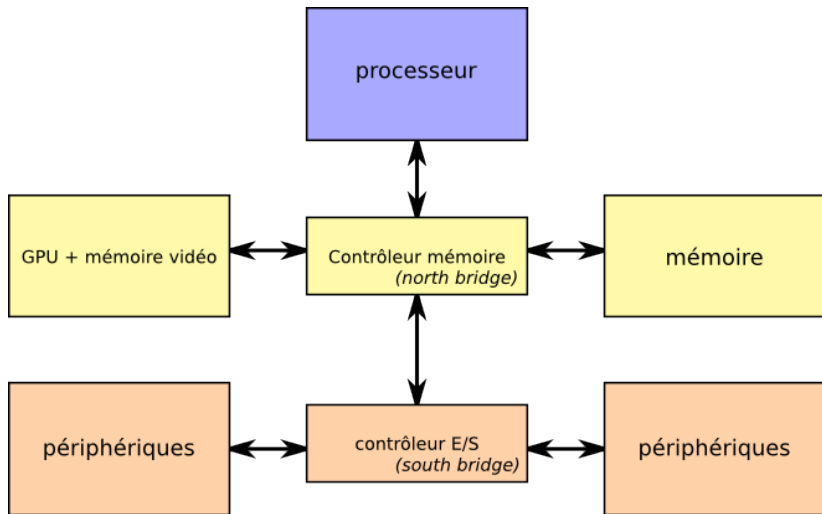 processeur
GPU + mémoire vidéo
Contrôleur mémoire
(north bridge)
mémoire
périphériques
contrôleur E/S
(south bridge)
périphériques